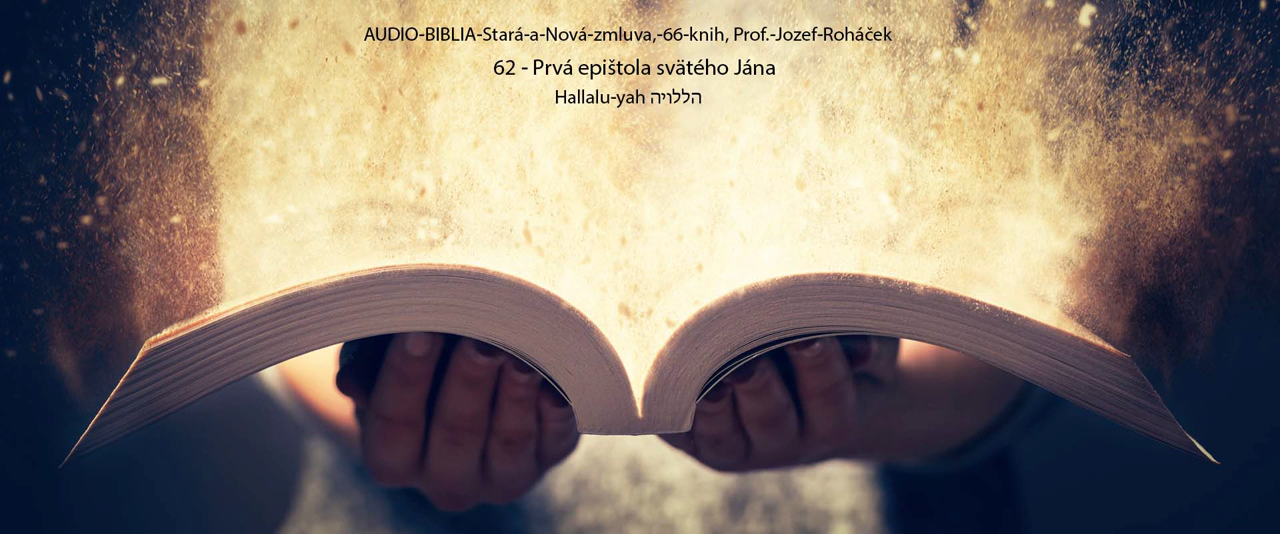 AUDIO-BIBLIA-Stará-a-Nová-zmluva,-66-knih, Prof.-Jozef-Roháček
62 - Prvá epištola svätého Jána
Hallalu-yah הללויה